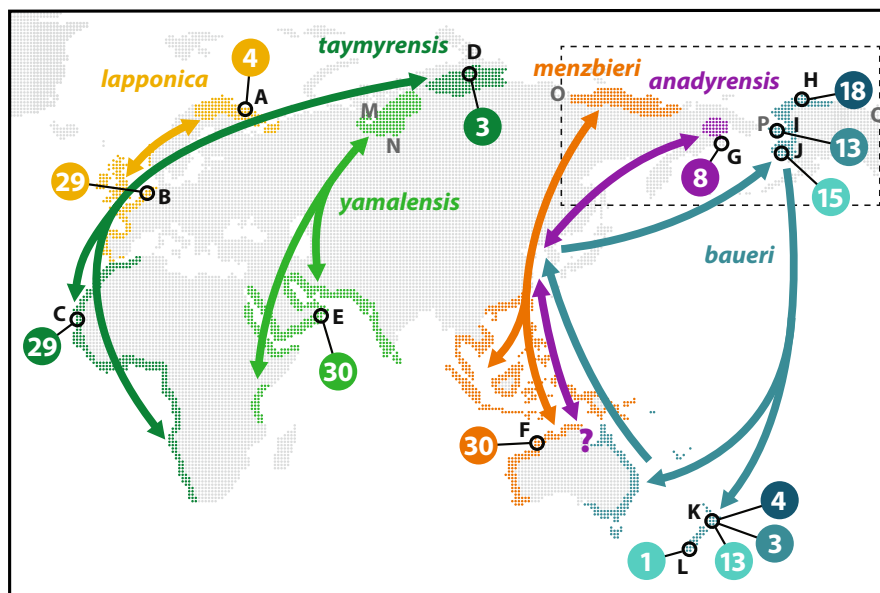 taymyrensis
D
4
lapponica
menzbieri
anadyrensis
H
18
A
M
O
P
I
Q
3
N
G
J
13
29
B
8
15
yamalensis
baueri
C
E
29
30
F
30
?
K
4
3
1
L
13